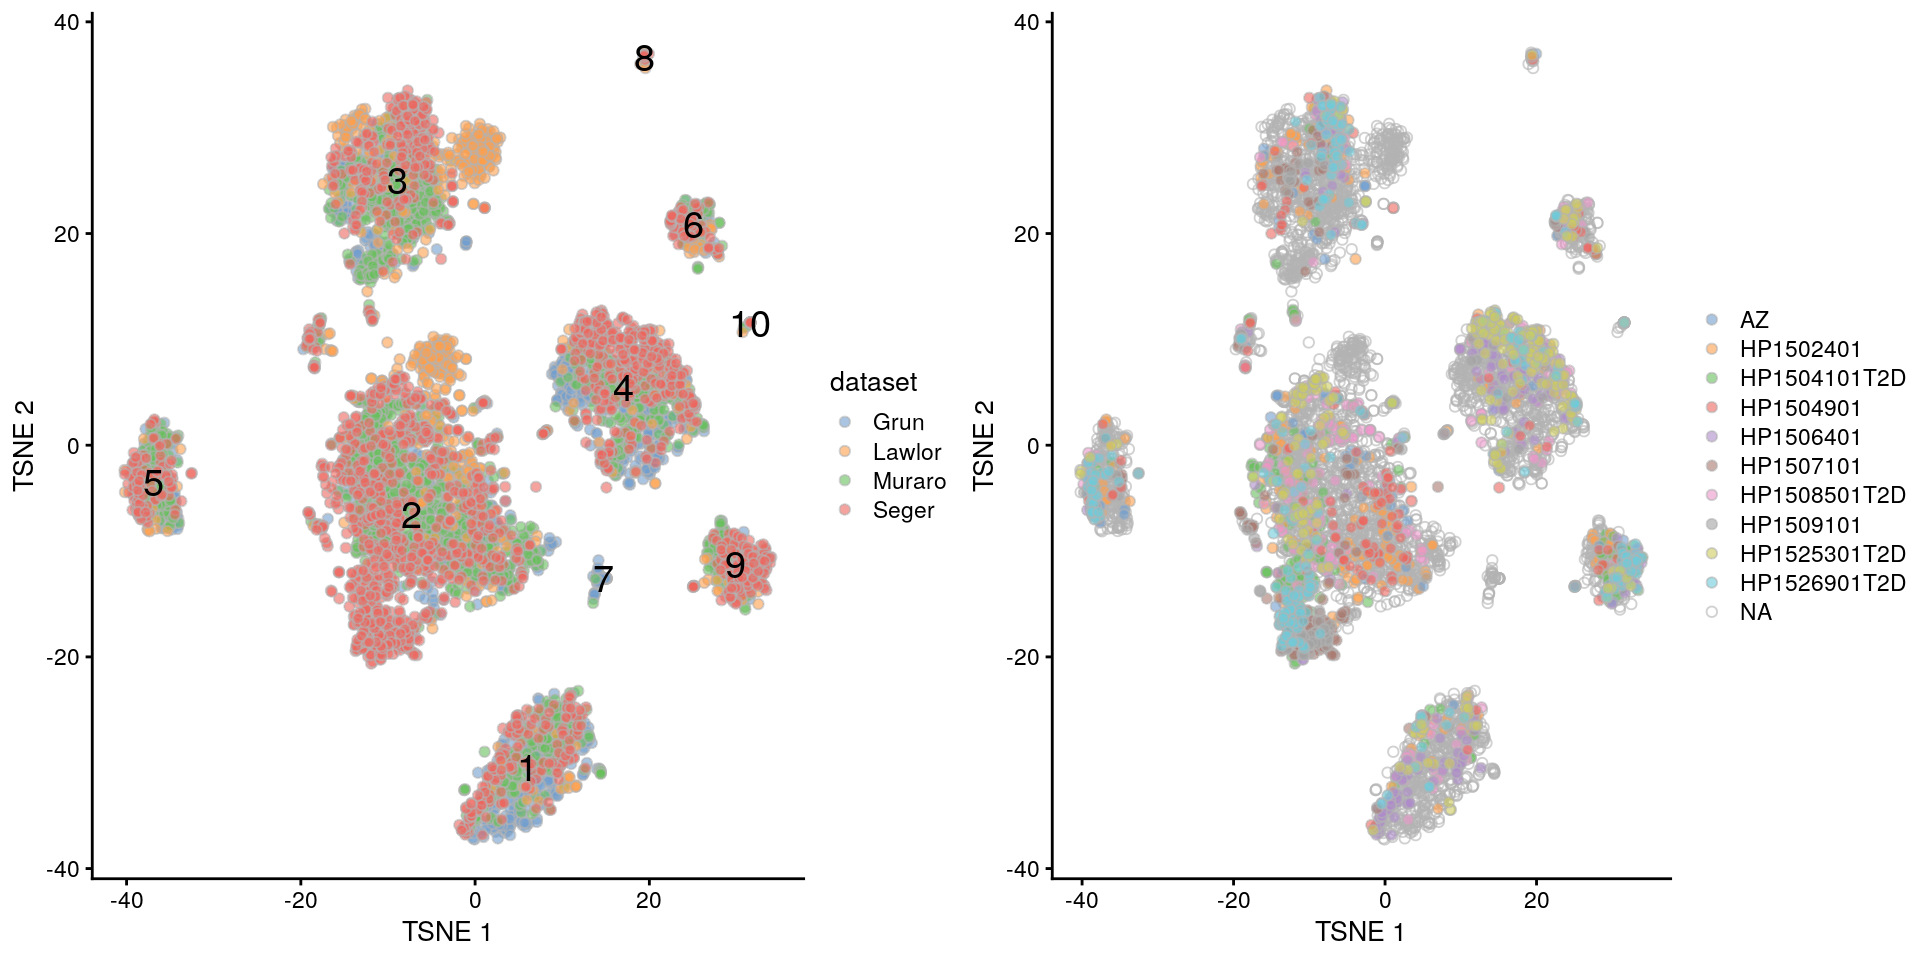 40
20
0
-20
-40
TSNE 2
-40
-20
0
20
TSNE 1
8
3
6
10
4
5
2
9
7
1
dataset
Grun
Lawlor
Muraro
Seger
40
20
0
-20
-40
TSNE 2
-40
-20
0
20
TSNE 1
AZ
HP1502401
HP1504101T2D
HP1504901
HP1506401
HP1507101
HP1508501T2D
HP1509101
HP1525301T2D
HP1526901T2D
NA